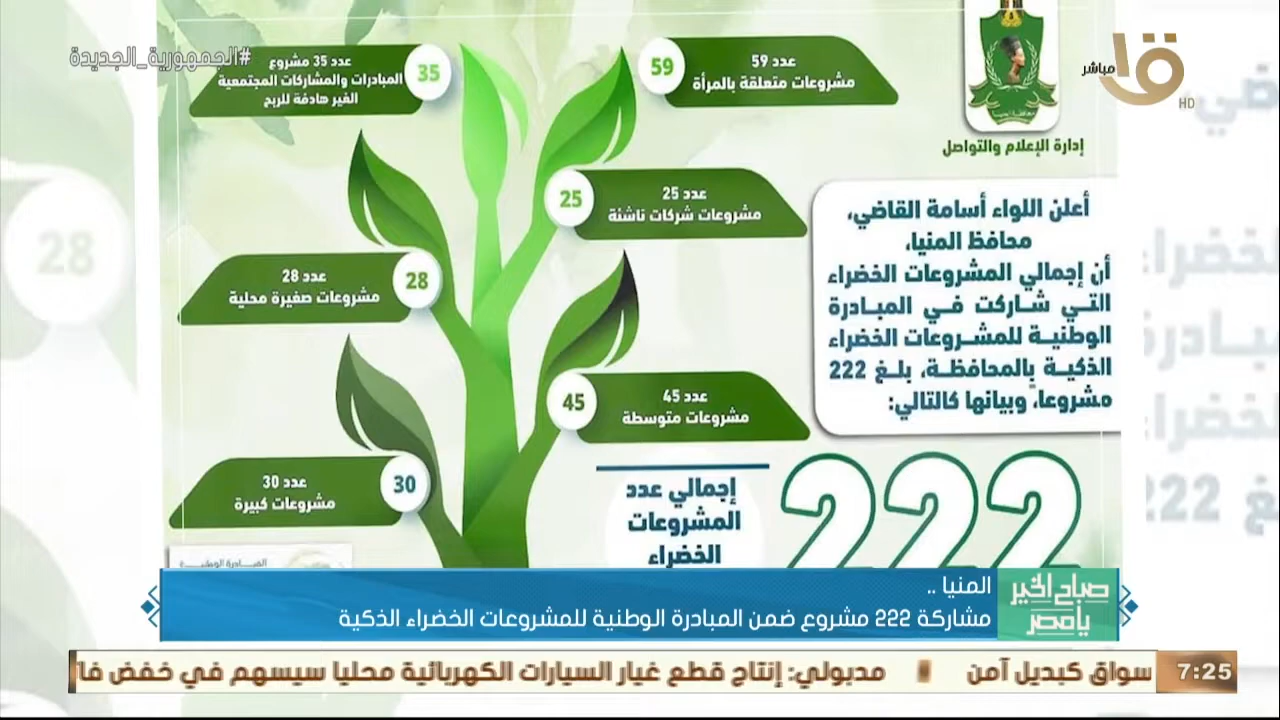 #الجمهورية_الجديدة
مباشر
HD
محافظة المنيا
إدارة الإعلام والتواصل
أعلن اللواء أسامة القاضي،
محافظ المنيا،
أن إجمالي المشروعات الخضراء
التي شاركت في المبادرة
الوطنية للمشروعات الخضراء
الذكية بالمحافظة، بلغ 222
مشروعاً، وبيانها كالتالي:
59
عدد 59
مشروعات متعلقة بالمرأة
35
عدد 35 مشروع
المبادرات والمشاركات المجتمعية
الغير هادفة للربح
25
عدد 25
مشروعات شركات ناشئة
28
عدد 28
مشروعات صغيرة محلية
45
عدد 45
مشروعات متوسطة
30
عدد 30
مشروعات كبيرة
222
إجمالي عدد
المشروعات
الخضراء
28
صباح الخير
يا مصر
المنيا ..
مشاركة 222 مشروع ضمن المبادرة الوطنية للمشروعات الخضراء الذكية
7:25
سواق كبديل آمن
مدبولي: إنتاج قطع غيار السيارات الكهربائية محليا سيسهم في خفض فا